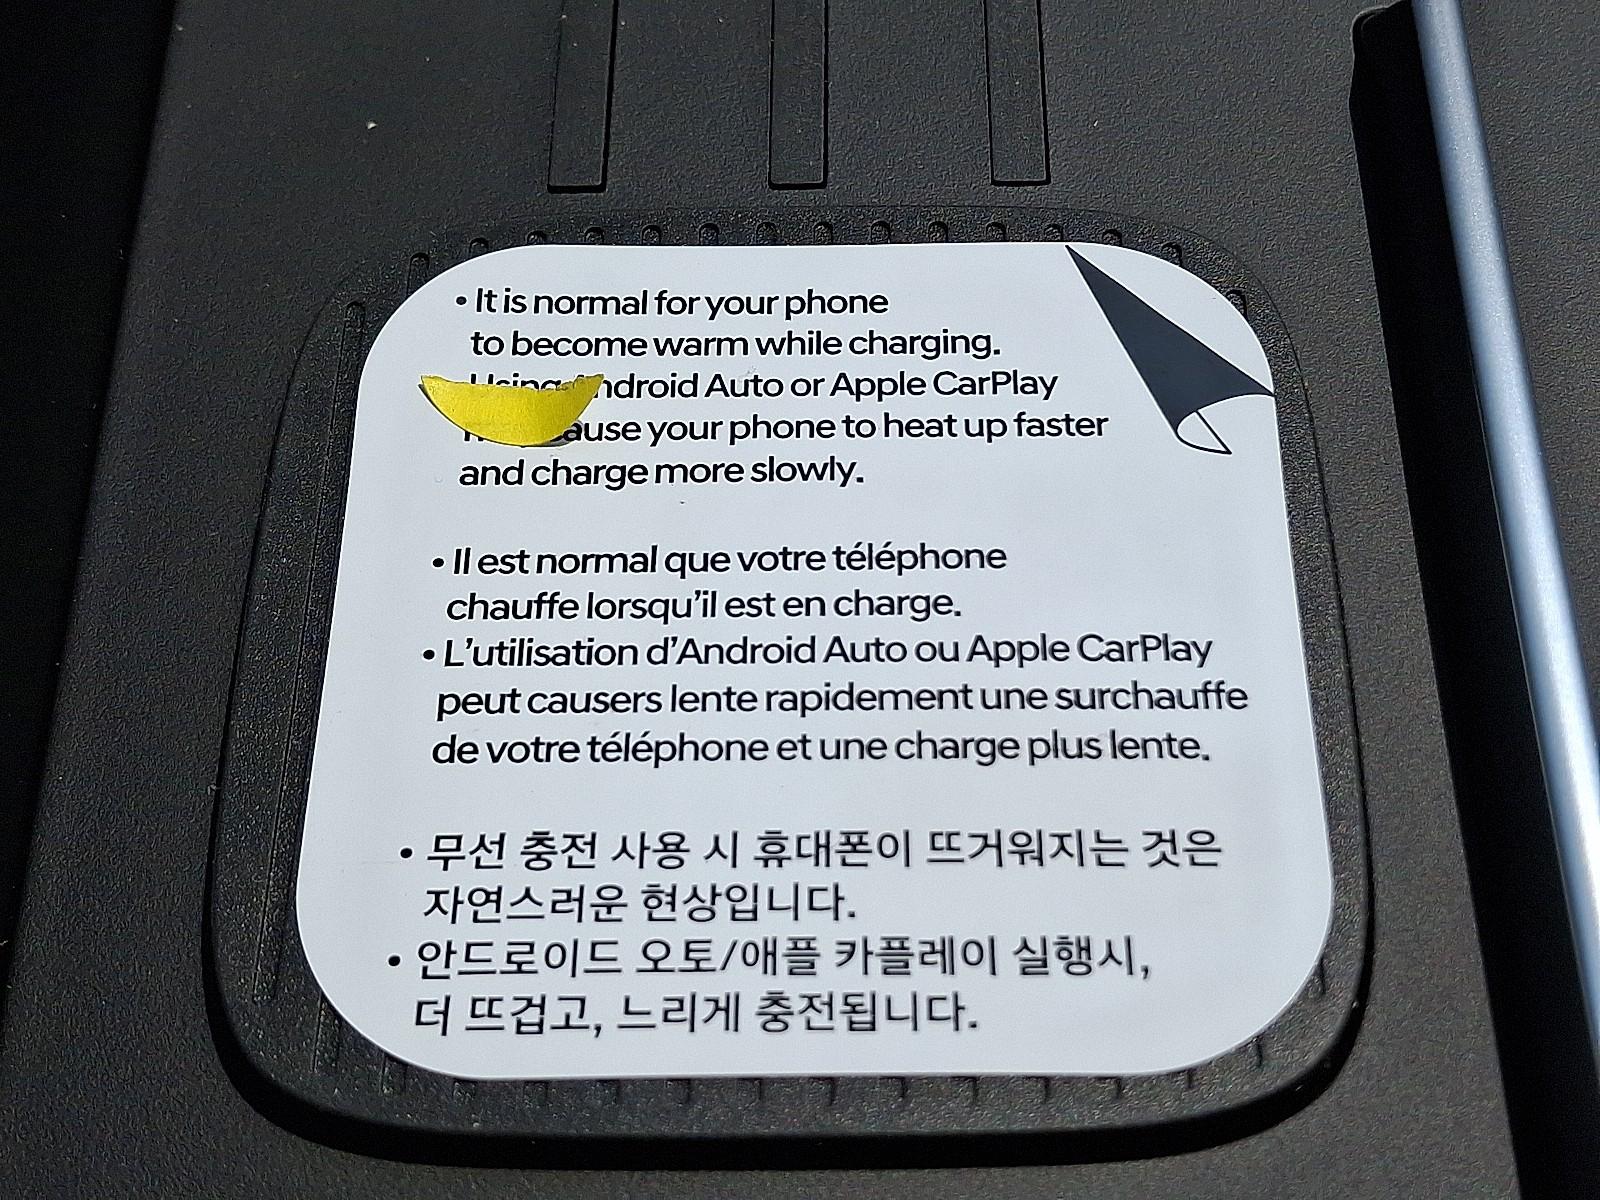 • It is normal for your phone
to become warm while charging.
Using Android Auto or Apple CarPlay
cause your phone to heat up faster
and charge more slowly.
• Il est normal que votre téléphone
chauffe lorsqu'il est en charge.
• L'utilisation d'Android Auto ou Apple CarPlay
peut causers lente rapidement une surchauffe
de votre téléphone et une charge plus lente.
• 무선 충전 사용 시 휴대폰이 뜨거워지는 것은
자연스러운 현상입니다.
• 안드로이드 오토/애플 카플레이 실행시,
더 뜨겁고, 느리게 충전됩니다.